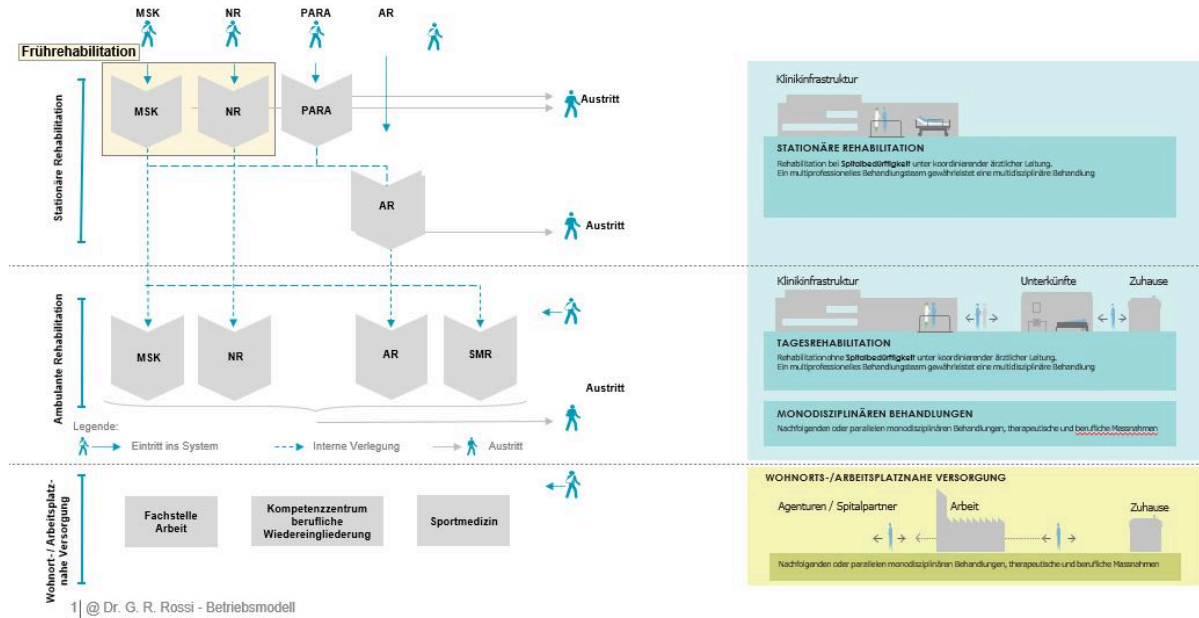 MSK
NR
PARA
AR
Frührehabilitation
Stationäre Rehabilitation
MSK
NR
PARA
Austritt
AR
Austritt
Ambulante Rehabilitation
MSK
NR
AR
SMR
Austritt
Legende:
Eintritt ins System
Interne Verlegung
Austritt
Wohnort-/ Arbeitsplatz-
nahe Versorgung
Fachstelle
Arbeit
Kompetenzzentrum
berufliche
Wiedereingliederung
Sportmedizin
1| @ Dr. G. R. Rossi - Betriebsmodell
Klinikinfrastruktur
STATIONÄRE REHABILITATION
Rehabilitation bei Spitalbedürftigkeit unter koordinierender ärztlicher Leitung.
Ein multiprofessionelles Behandlungsteam gewährleistet eine multidisziplinäre Behandlung
Klinikinfrastruktur
Unterkünfte
Zuhause
TAGESREHABILITATION
Rehabilitationohne Spitalbedürftigkeit unter koordinierender ärztlicher Leitung.
Ein multiprofessionelles Behandlungsteam gewährleistet eine multidisziplinäre Behandlung
MONODISZIPLINÄREN BEHANDLUNGEN
Nachfolgenden oder parallelen monodisziplinären Behandlungen, therapeutische und berufliche Massnahmen
WOHNORTS-/ARBEITSPLATZNAHE VERSORGUNG
Agenturen / Spitalpartner
Arbeit
Zuhause
Nachfolgenden oder parallelen monodisziplinären Behandlungen, therapeutische und berufliche Massnahmen